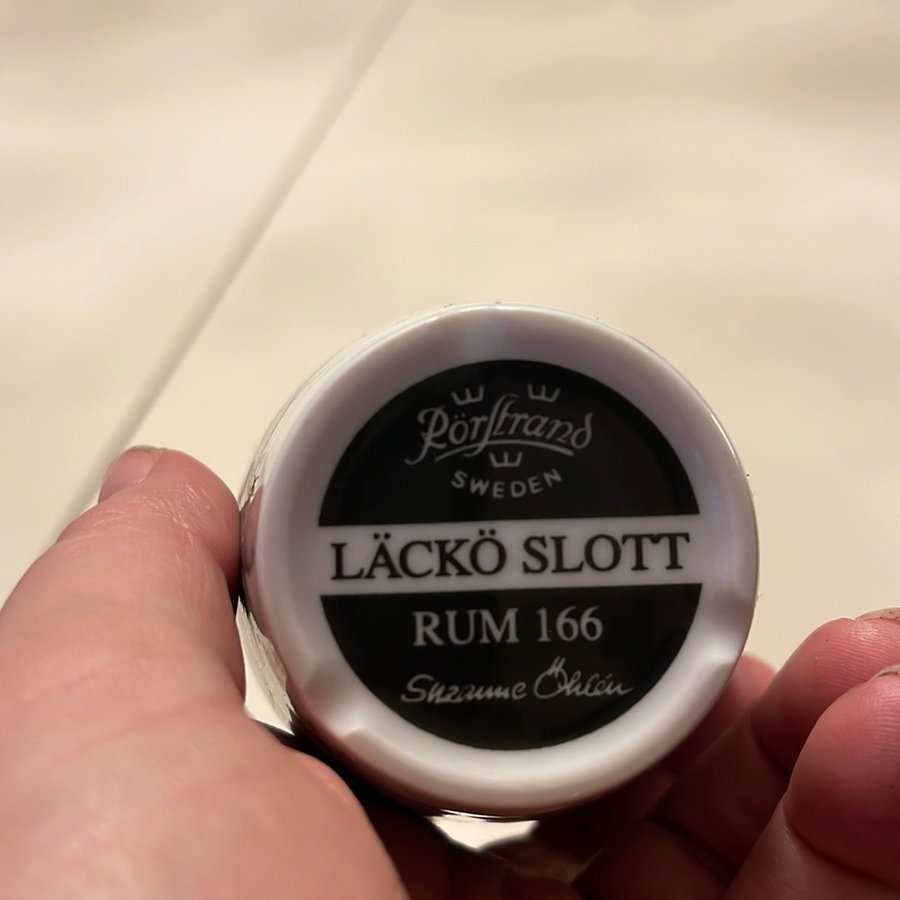 Rörstrand
SWEDEN
LÄCKÖ SLOTT
RUM 166
Suzanne Öhlén